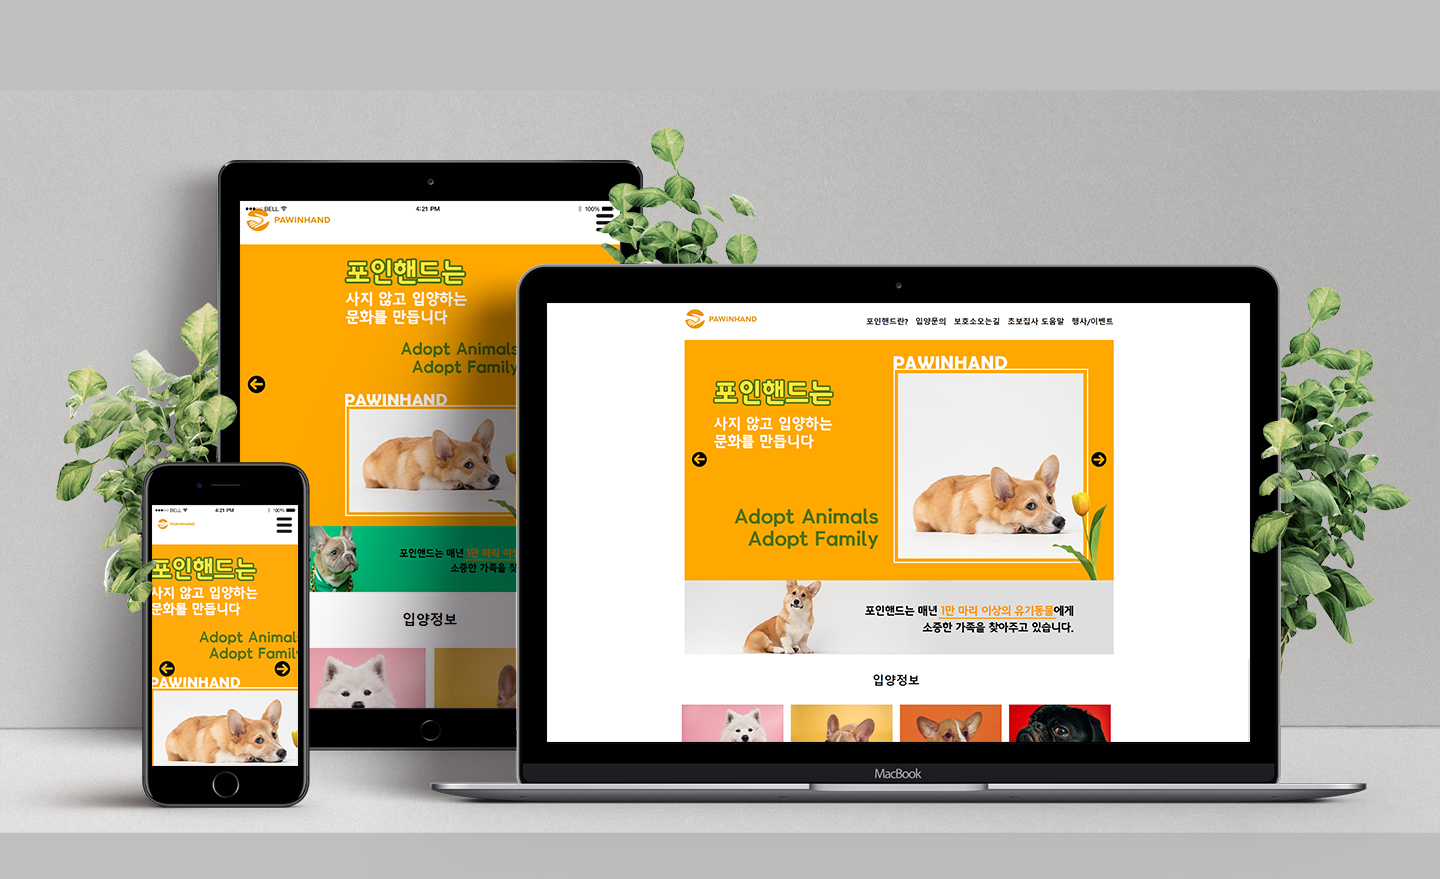 BELL
4:21 PM
100%
PAWINHAND
포인핸드는
사지 않고 입양하는
문화를 만듭니다
Adopt Animals
Adopt Family
PAWINHAND
포인핸드는 매년 1만 마리 이상
소중한 가족을 찾
입양정보
BELL
4:21 PM
100%
PAWINHAND
포인핸드는
사지 않고 입양하는
문화를 만듭니다
Adopt Animals
Adopt Famil
PAWINHAND
PAWINHAND
포인핸드란? 입양문의 보호소오는길 초보집사 도움말 행사/이벤트
PAWINHAND
포인핸드는
사지 않고 입양하는
문화를 만듭니다
Adopt Animals
Adopt Family
포인핸드는 매년 1만 마리 이상의 유기동물에게
소중한 가족을 찾아주고 있습니다.
입양정보
MacBook